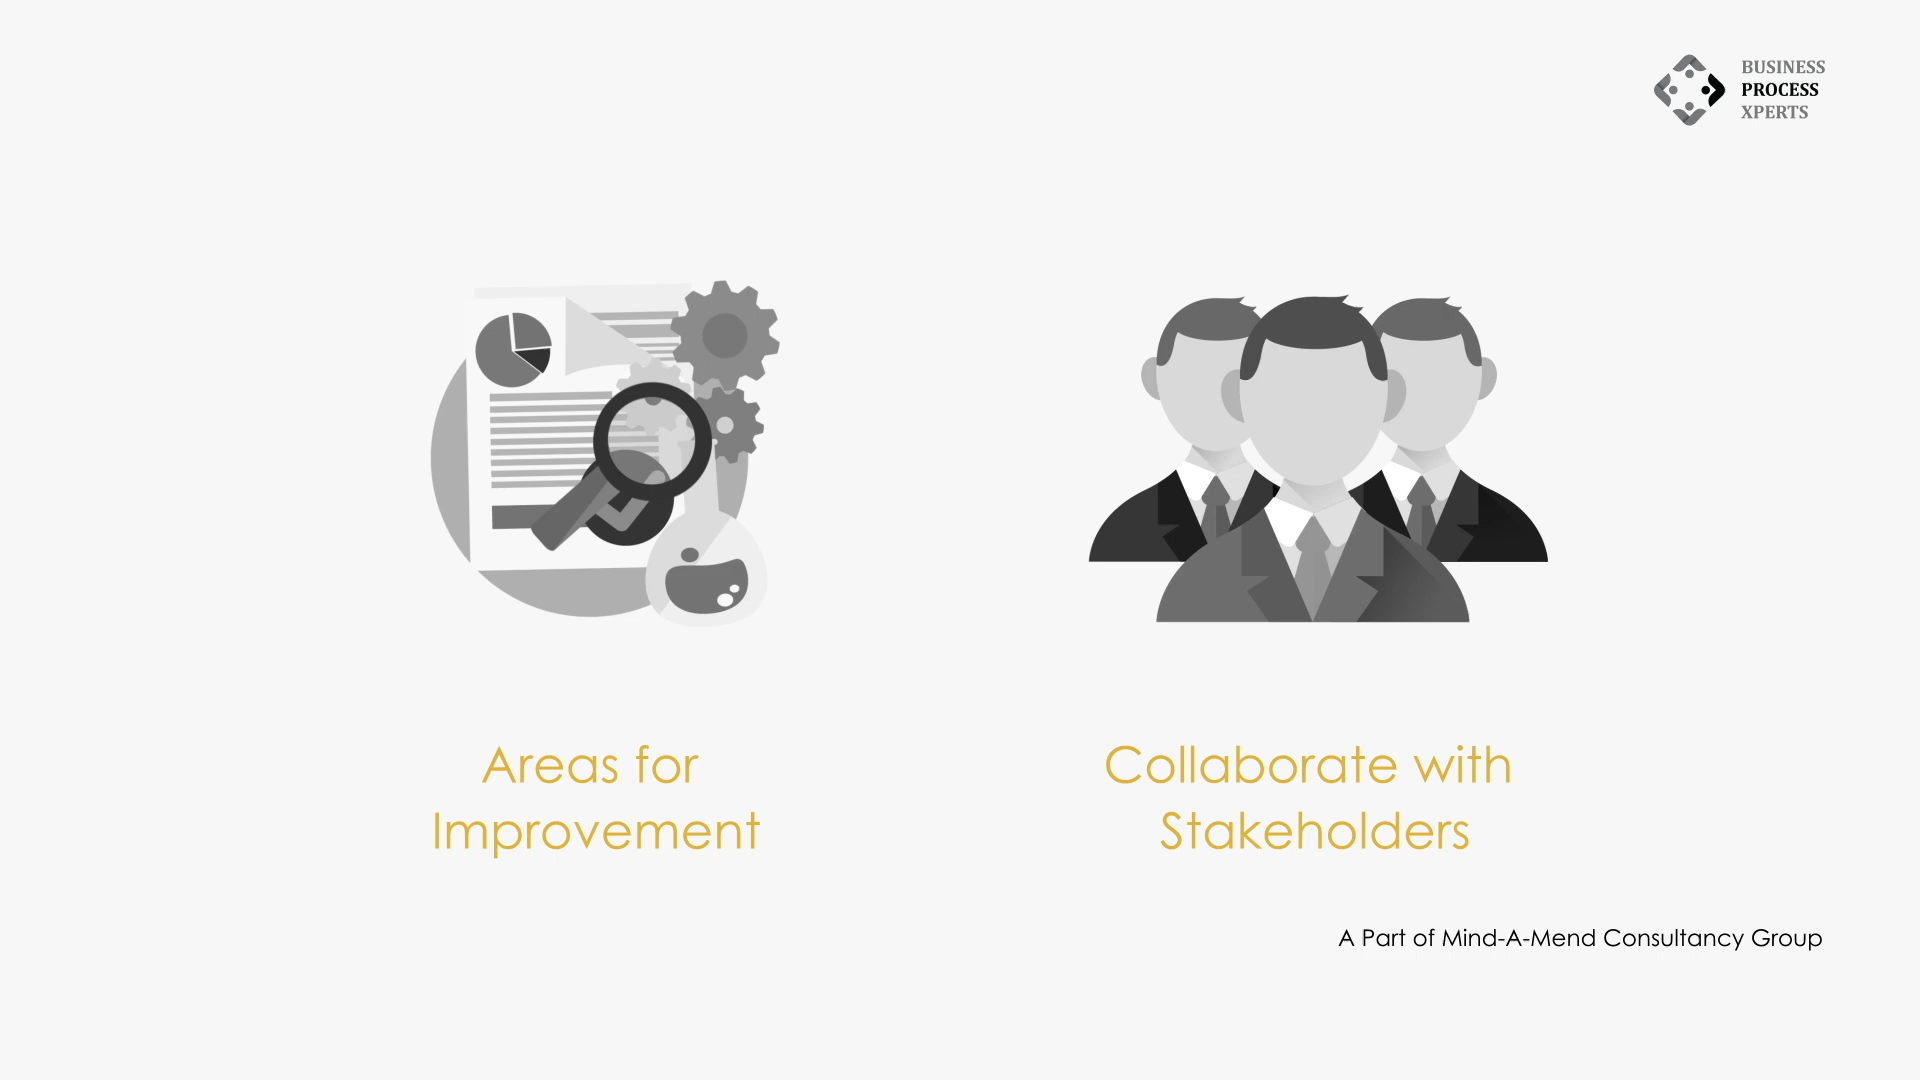 BUSINESS
PROCESS
XPERTS
Areas for
Improvement
Collaborate with
Stakeholders
A Part of Mind-A-Mend Consultancy Group